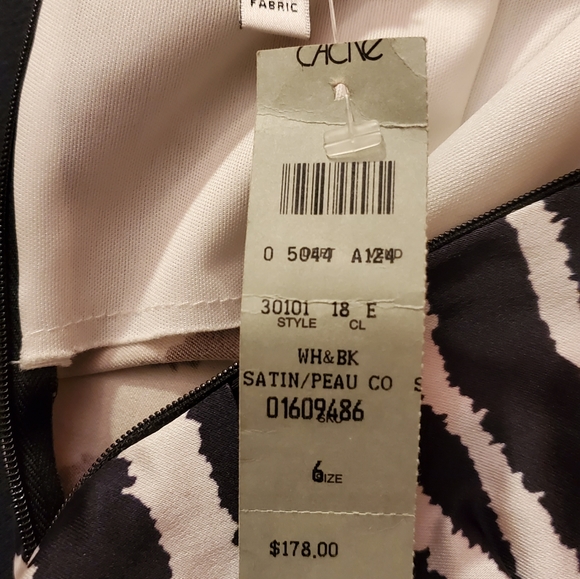 FABRIC
CACHE
0 5044 A124
30101 18 E
STYLE CL
WH&BK
SATIN/PEAU CO S
01609486
SKU
6 SIZE
$178.00